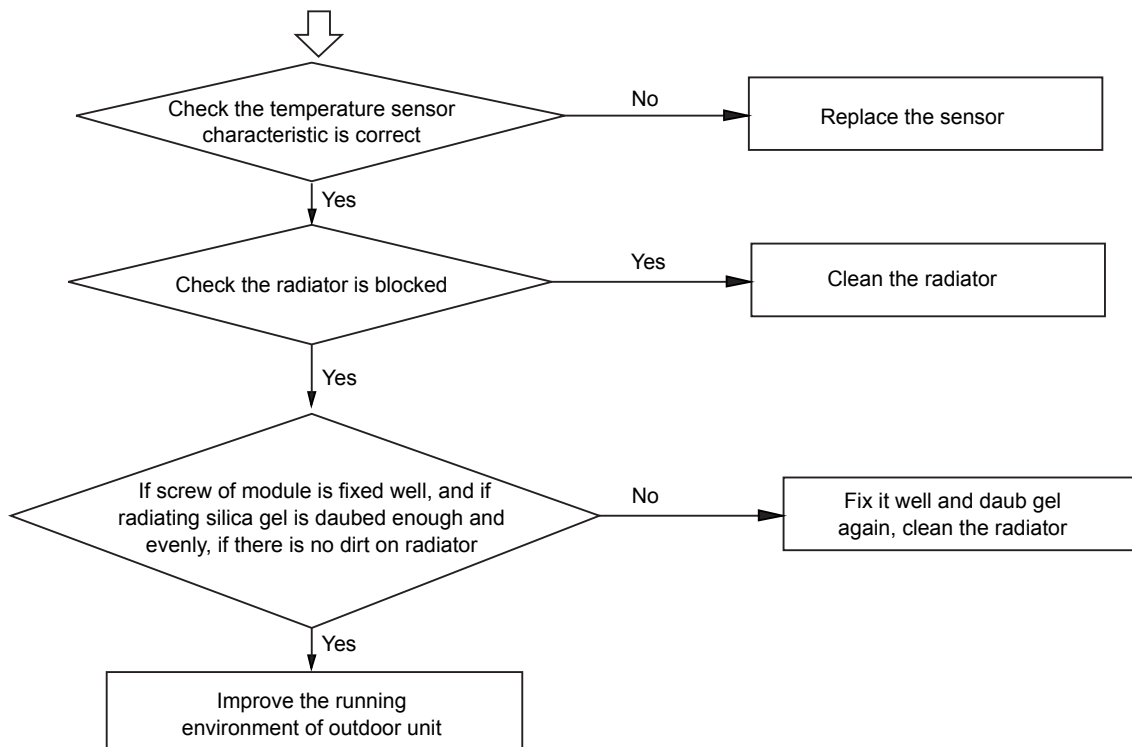 Check the temperature sensor
characteristic is correct
No
Replace the sensor
Yes
Check the radiator is blocked
Yes
Clean the radiator
Yes
If screw of module is fixed well, and if
radiating silica gel is daubed enough and
evenly, if there is no dirt on radiator
No
Fix it well and daub gel
again, clean the radiator
Yes
Improve the running
environment of outdoor unit